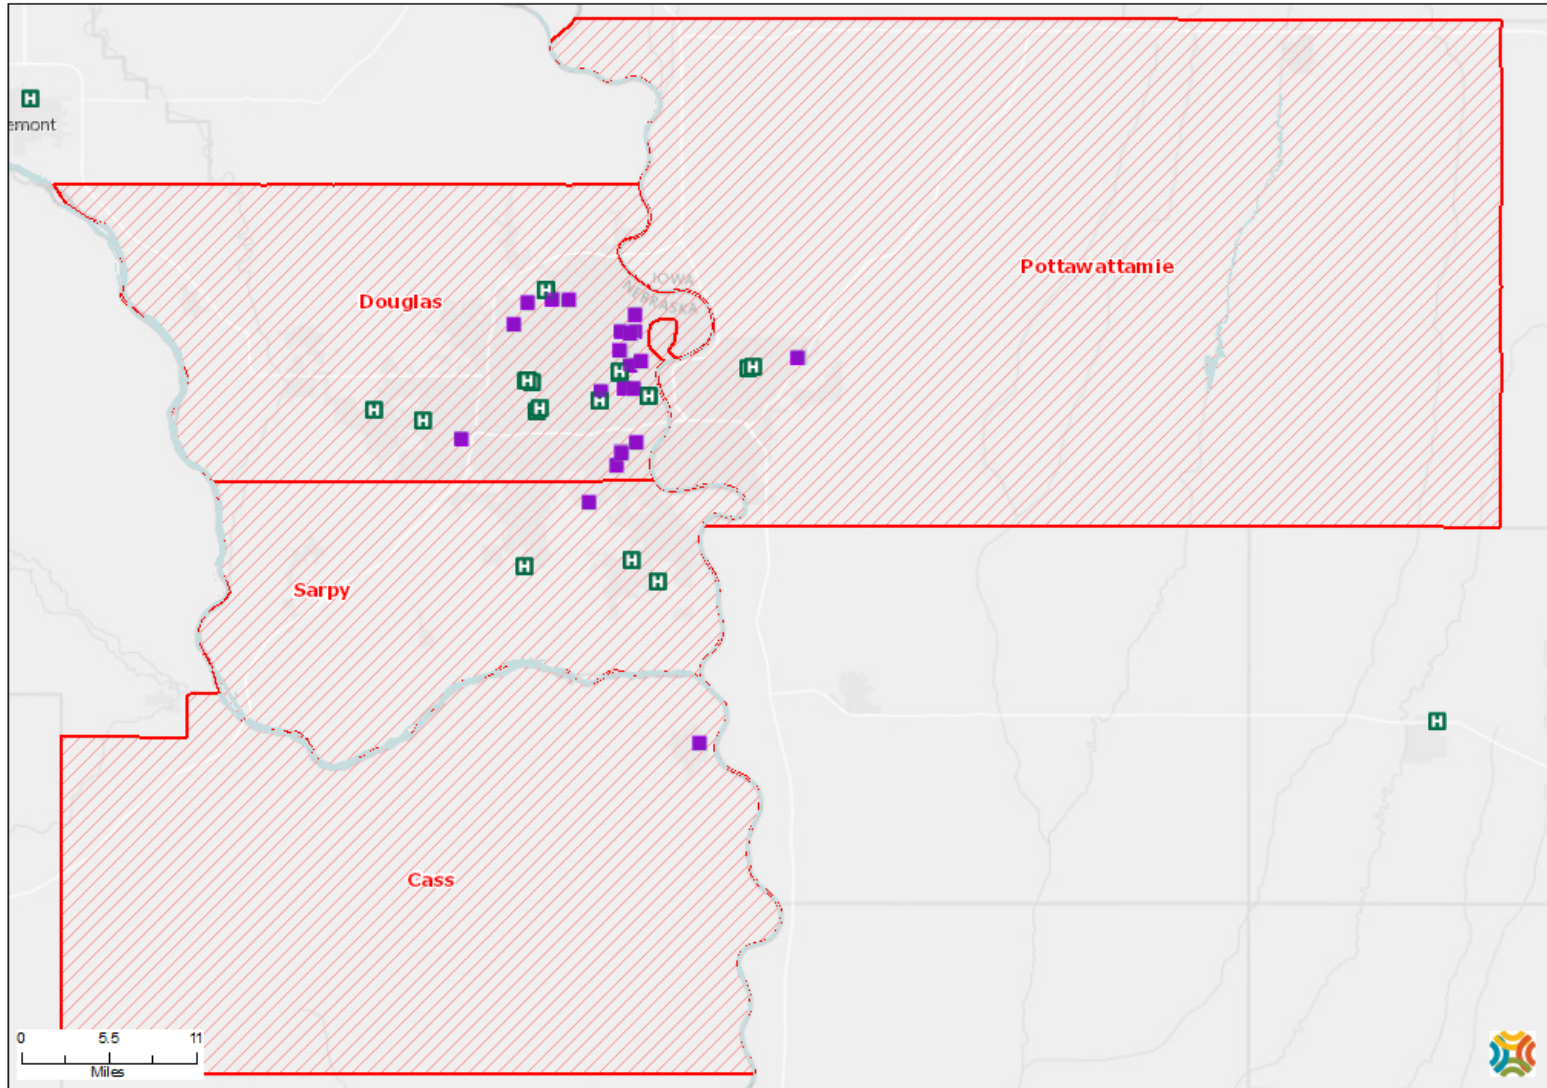 H
emont
Pottawattamie
IOWA
NEBRASKA
Douglas
H
H
H H
H H
H
H
H
H H
H
H
Sarpy
H
H
H
H
Cass
0 5.5 11
Miles